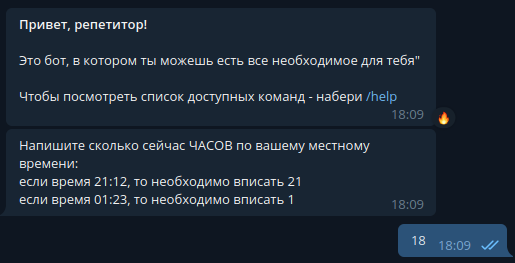 Привет, репетитор!
Это бот, в котором ты можешь есть все необходимое для тебя"
Чтобы посмотреть список доступных команд - набери /help
18:09
Напишите сколько сейчас ЧАСОВ по вашему местному
времени:
если время 21:12, то необходимо вписать 21
если время 01:23, то необходимо вписать 1
18:09
18 18:09